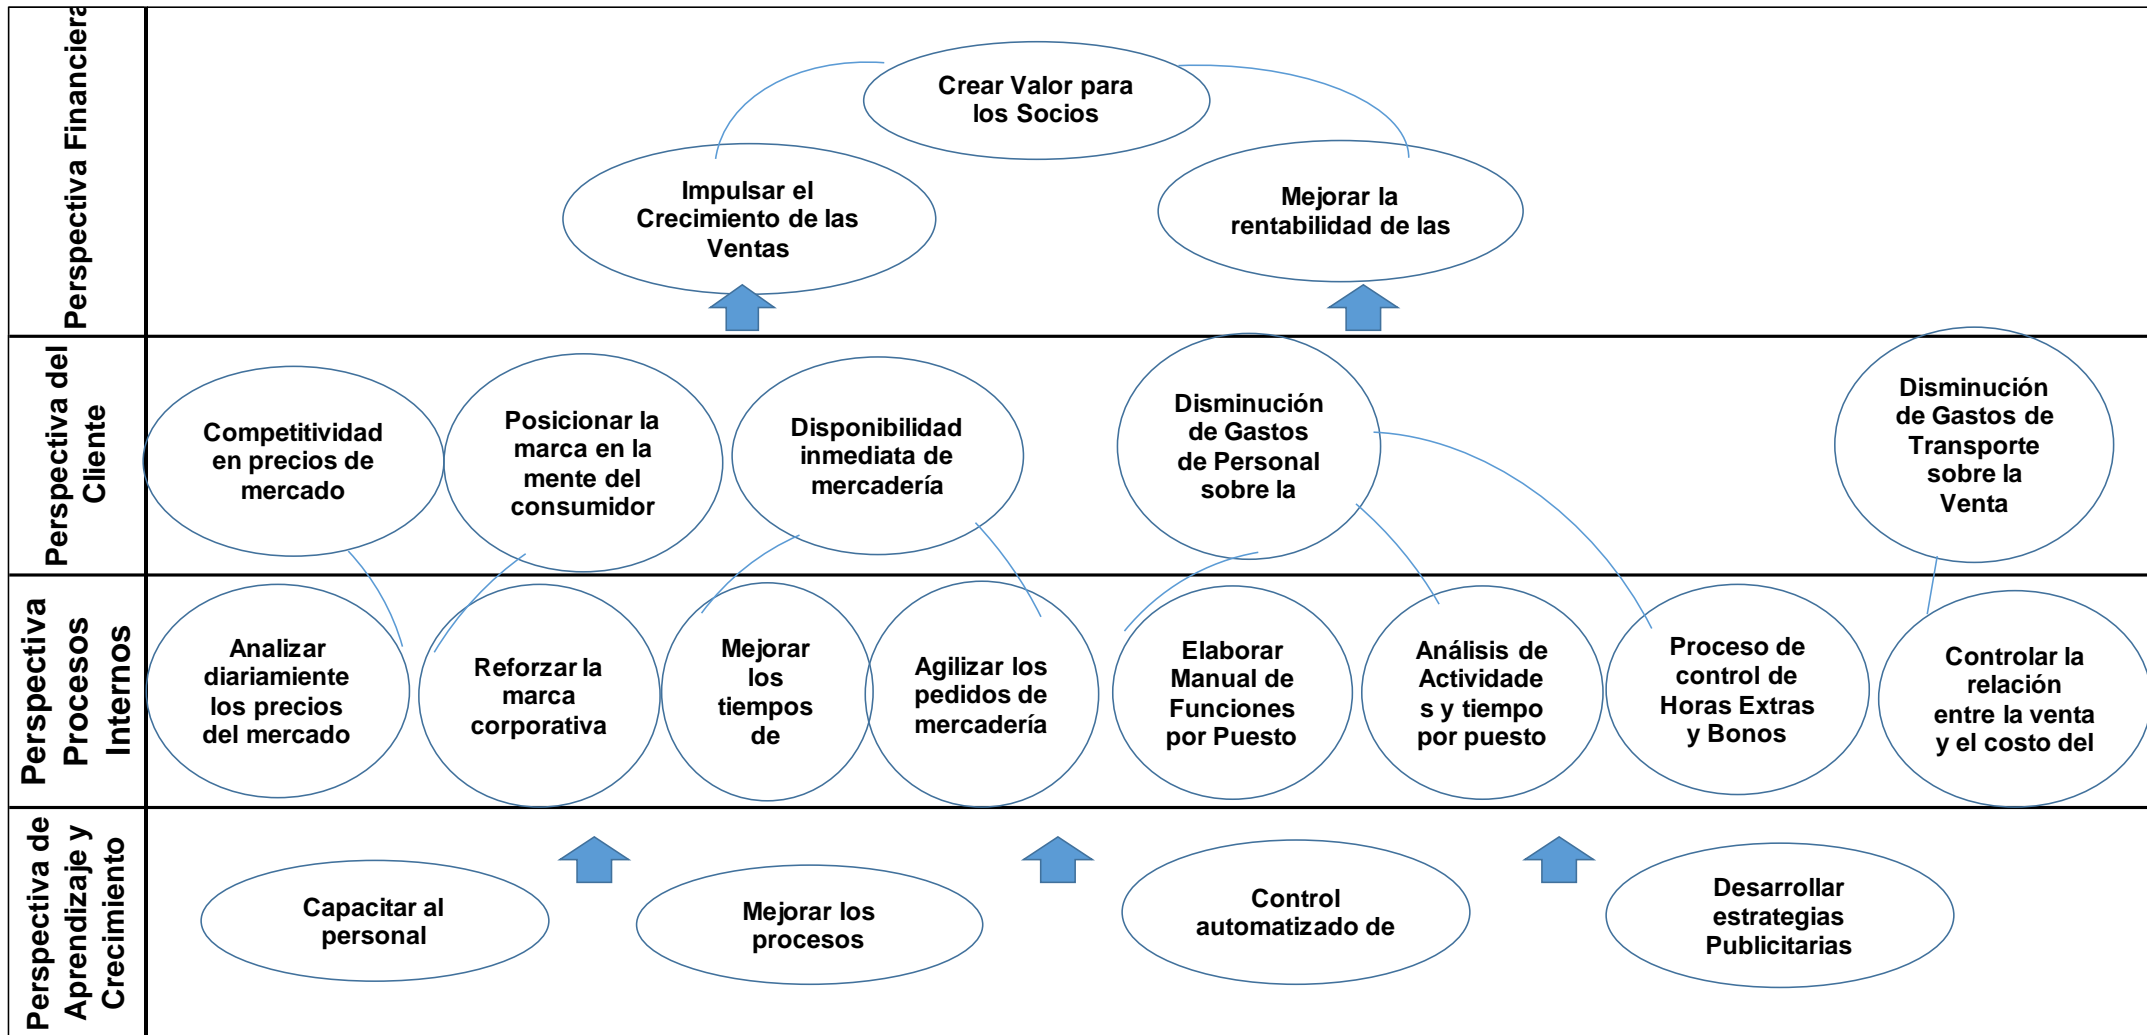 Perspectiva Financiera
Crear Valor para
los Socios
Impulsar el
Crecimiento de las
Ventas
Mejorar la
rentabilidad de las
Perspectiva del
Cliente
Competitividad
en precios de
mercado
Posicionar la
marca en la
mente del
consumidor
Disponibilidad
inmediata de
mercadería
Disminución
de Gastos
de Personal
sobre la
Disminución
de Gastos de
Transporte
sobre la
Venta
Perspectiva
Procesos
Internos
Analizar
diariamiente
los precios
del mercado
Reforzar la
marca
corporativa
Mejorar
los
tiempos
de
Agilizar los
pedidos de
mercadería
Elaborar
Manual de
Funciones
por Puesto
Análisis de
Actividade
s y tiempo
por puesto
Proceso de
control de
Horas Extras
y Bonos
Controlar la
relación
entre la venta
y el costo del
Perspectiva de
Aprendizaje y
Crecimiento
Capacitar al
personal
Mejorar los
procesos
Control
automatizado de
Desarrollar
estrategias
Publicitarias